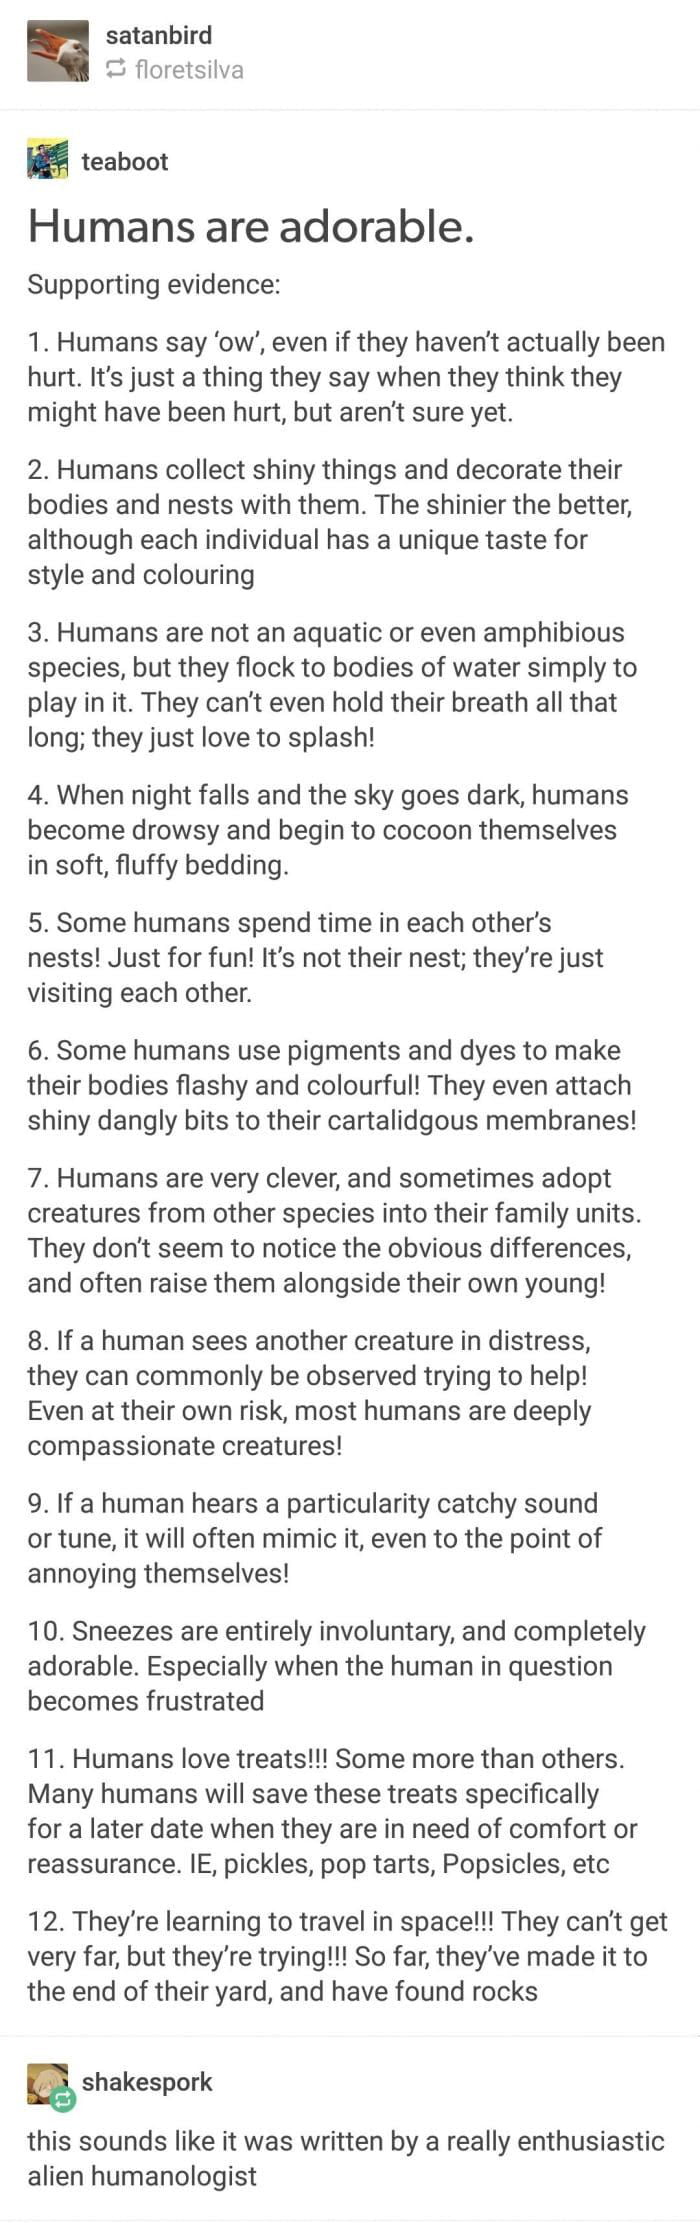 satanbird
floretsilva
teaboot
Humans are adorable.
Supporting evidence:
1. Humans say ‘ow’, even if they haven’t actually been
hurt. It’s just a thing they say when they think they
might have been hurt, but aren’t sure yet.
2. Humans collect shiny things and decorate their
bodies and nests with them. The shinier the better,
although each individual has a unique taste for
style and colouring
3. Humans are not an aquatic or even amphibious
species, but they flock to bodies of water simply to
play in it. They can’t even hold their breath all that
long; they just love to splash!
4. When night falls and the sky goes dark, humans
become drowsy and begin to cocoon themselves
in soft, fluffy bedding.
5. Some humans spend time in each other’s
nests! Just for fun! It’s not their nest; they’re just
visiting each other.
6. Some humans use pigments and dyes to make
their bodies flashy and colourful! They even attach
shiny dangly bits to their cartalidgous membranes!
7. Humans are very clever, and sometimes adopt
creatures from other species into their family units.
They don’t seem to notice the obvious differences,
and often raise them alongside their own young!
8. If a human sees another creature in distress,
they can commonly be observed trying to help!
Even at their own risk, most humans are deeply
compassionate creatures!
9. If a human hears a particularity catchy sound
or tune, it will often mimic it, even to the point of
annoying themselves!
10. Sneezes are entirely involuntary, and completely
adorable. Especially when the human in question
becomes frustrated
11. Humans love treats!!! Some more than others.
Many humans will save these treats specifically
for a later date when they are in need of comfort or
reassurance. IE, pickles, pop tarts, Popsicles, etc
12. They’re learning to travel in space!!! They can’t get
very far, but they’re trying!!! So far, they’ve made it to
the end of their yard, and have found rocks
shakespork
this sounds like it was written by a really enthusiastic
alien humanologist